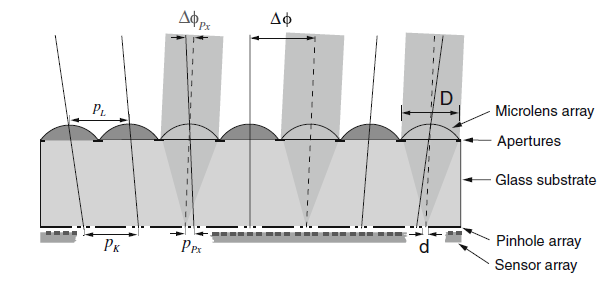 Δϕ_Px
Δϕ
p_L
D
Microlens array
Apertures
Glass substrate
p_K
p_Px
d
Pinhole array
Sensor array